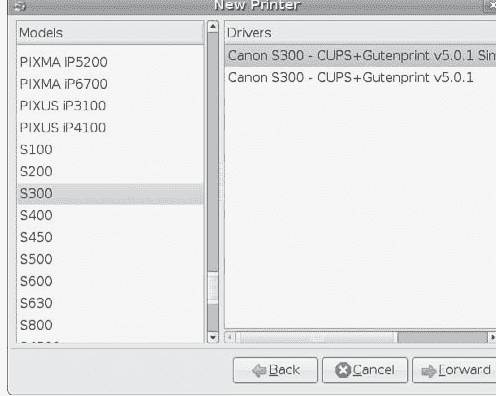 New Printer
Models
PIXMA iP5200
PIXMA iP6700
PIXUS iP3100
PIXUS iP4100
S100
S200
S300
S400
S450
S500
S600
S630
S800
Drivers
Canon S300 - CUPS+Gutenprint v5.0.1 Sim
Canon S300 - CUPS+Gutenprint v5.0.1
Back
Cancel
Forward